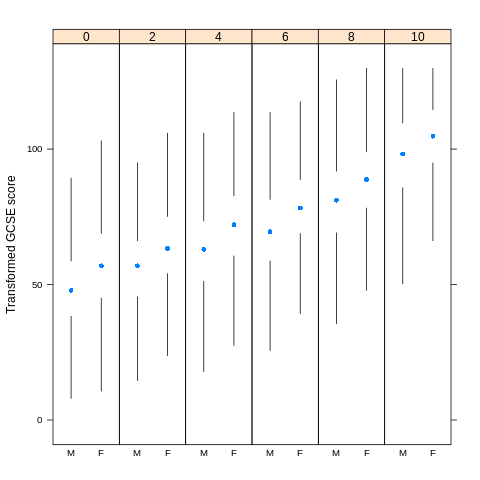 0 2 4 6 8 10
Transformed GCSE score
100
50
0
M F M F M F M F M F M F